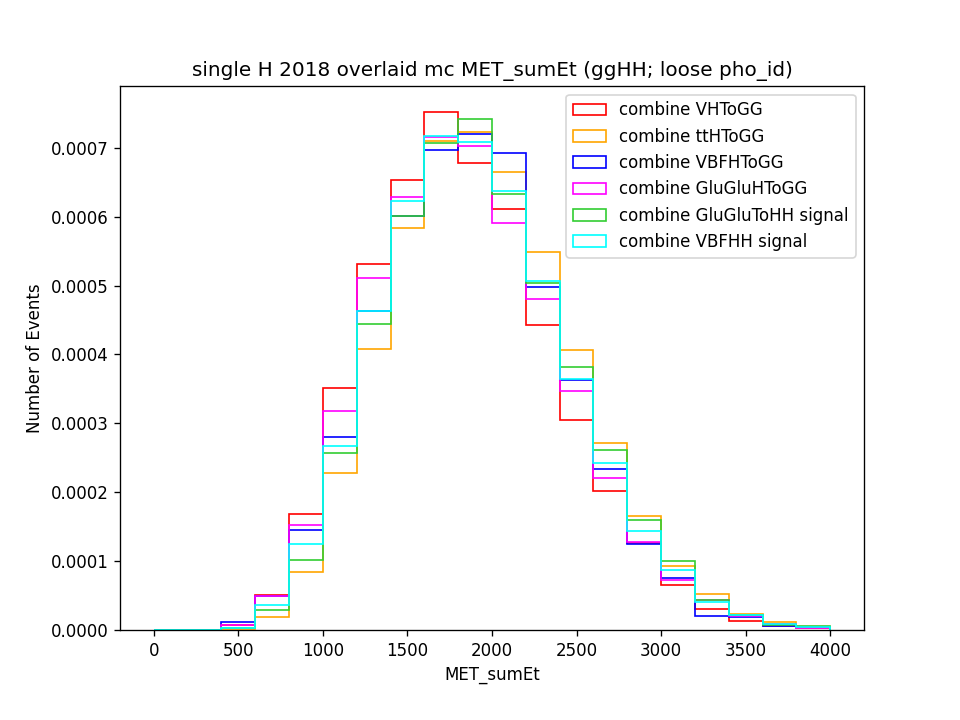 single H 2018 overlaid mc MET_sumEt (ggHH; loose pho_id)
combine VHToGG
combine ttHToGG
combine VBFHToGG
combine GluGluHToGG
combine GluGluToHH signal
combine VBFHH signal
Number of Events
0.0007
0.0006
0.0005
0.0004
0.0003
0.0002
0.0001
0.0000
0 500 1000 1500 2000 2500 3000 3500 4000
MET_sumEt